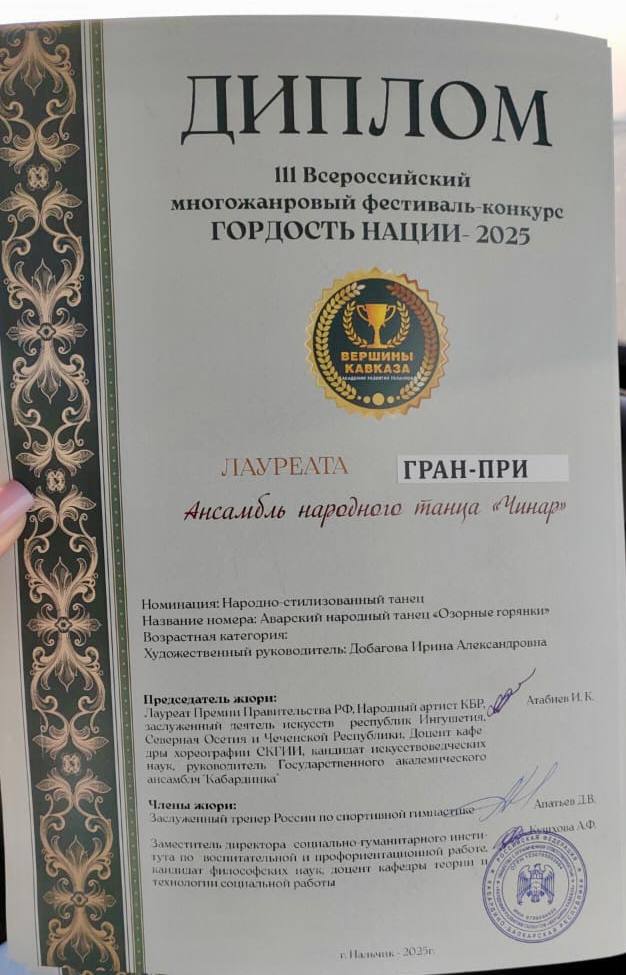 ДИПЛОМ
111 Всероссийский
многожанровый фестиваль-конкурс
ГОРДОСТЬ НАЦИИ- 2025
ВЕРШИНЫ
КАВКАЗА
ЛАУРЕАТА ГРАН-ПРИ
Ансамбль народного танца «Чинар»
Номинация: Народно-стилизованный танец
Название номера: Аварский народный танец «Озорные горянки»
Возрастная категория:
Художественный руководитель: Добагова Ирина Александровна
Председатель жюри:
Лауреат Премии Правительства РФ, Народный артист КБР, Атабиев И. К.
заслуженный деятель искусств республик Ингушетия,
Северная Осетия и Чеченской Республики, Доцент кафе
дры хореографии СКГИИ, кандидат искусствоведческих
наук, руководитель Государственного академического
ансамбля "Кабардинка"
Члены жюри:
Заслуженный тренер России по спортивной гимнастике Апатьев Д.В.
Кушхова А.Ф.
Заместитель директора социально-гуманитарного инсти-
тута по воспитательной и профориентационной работе,
кандидат философских наук, доцент кафедры теории и
технологии социальной работы
г. Нальчик - 2025г.